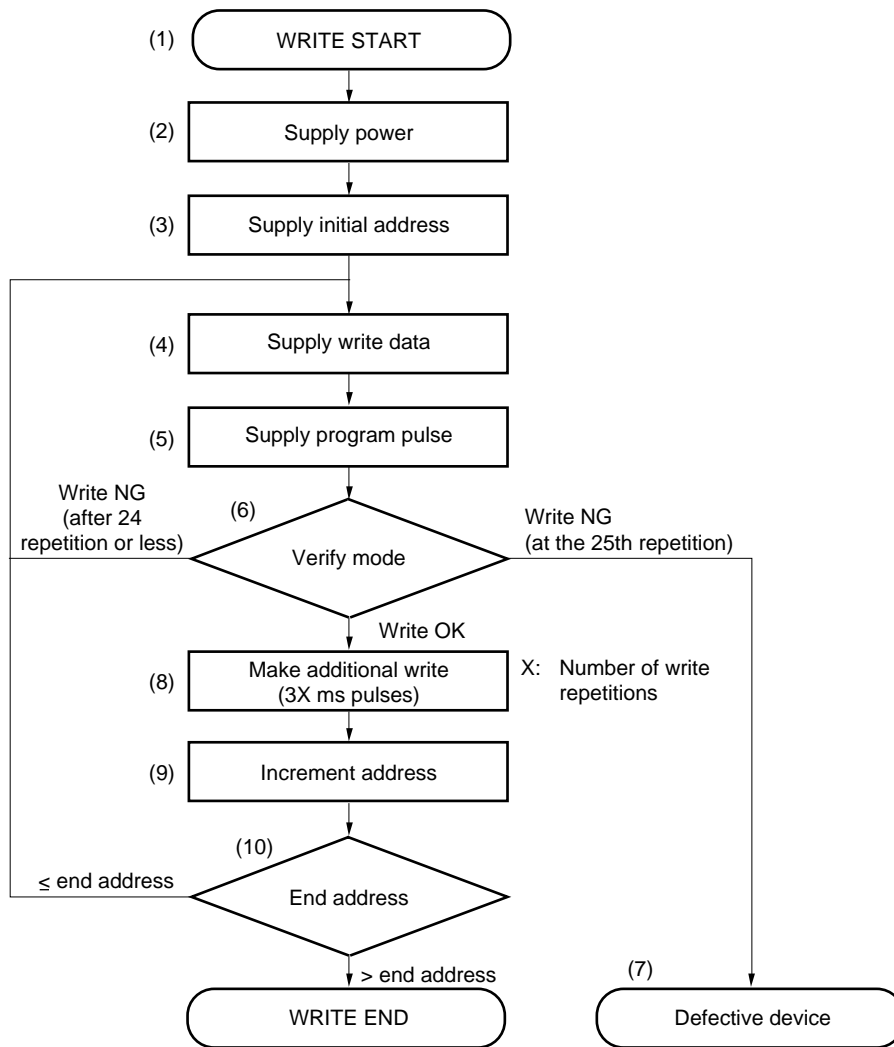 (1)
WRITE START
(2)
Supply power
(3)
Supply initial address
(4)
Supply write data
(5)
Supply program pulse
Write NG
(after 24
repetition or less)
(6)
Verify mode
Write NG
(at the 25th repetition)
Write OK
(8)
Make additional write
(3X ms pulses)
X: Number of write
repetitions
(9)
Increment address
(10)
≤ end address
End address
> end address
(7)
WRITE END
Defective device